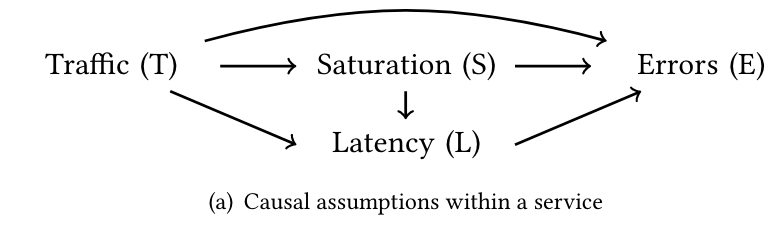 Traffic (T) Saturation (S) Errors (E)
Latency (L)
(a) Causal assumptions within a service